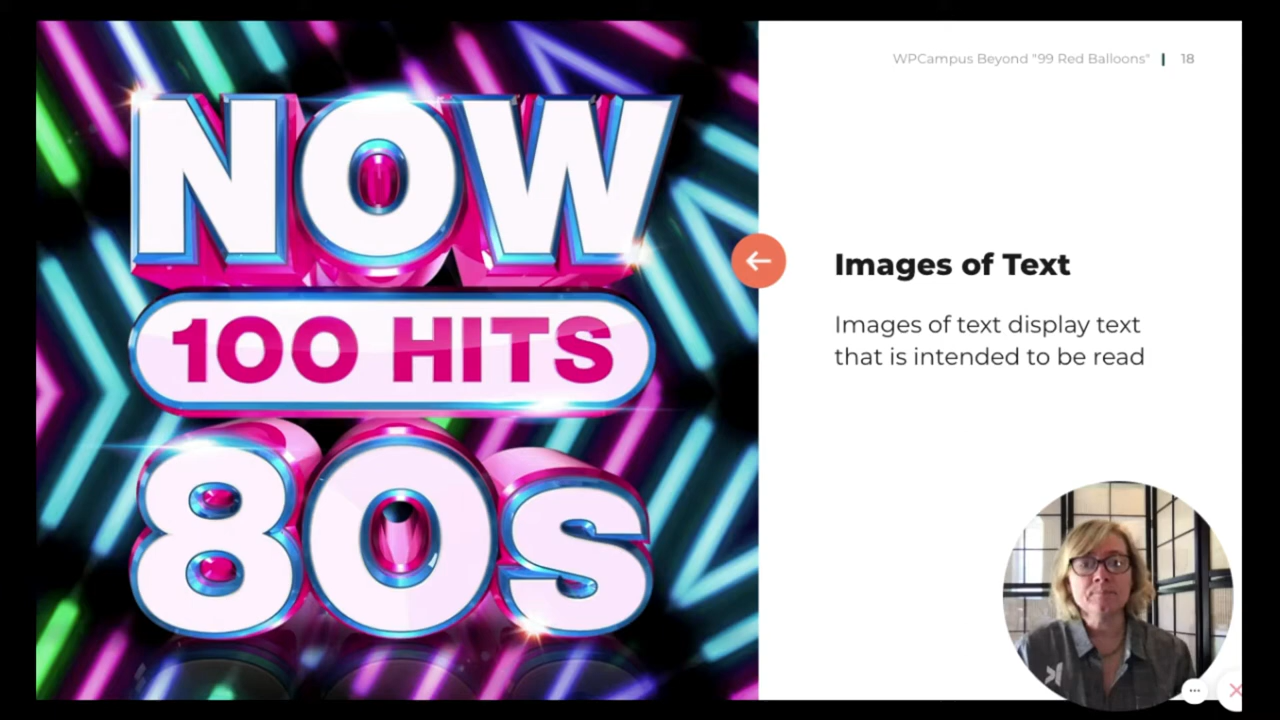 NOW
100 HITS
80s
WPCampus Beyond "99 Red Balloons" | 18
Images of Text
Images of text display text
that is intended to be read